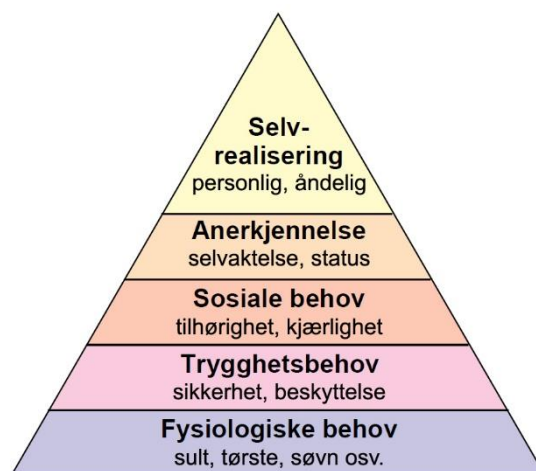 Selv-
realisering
personlig, åndelig
Anerkjennelse
selvaktelse, status
Sosiale behov
tilhørighet, kjærlighet
Trygghetsbehov
sikkerhet, beskyttelse
Fysiologiske behov
sult, tørste, søvn osv.